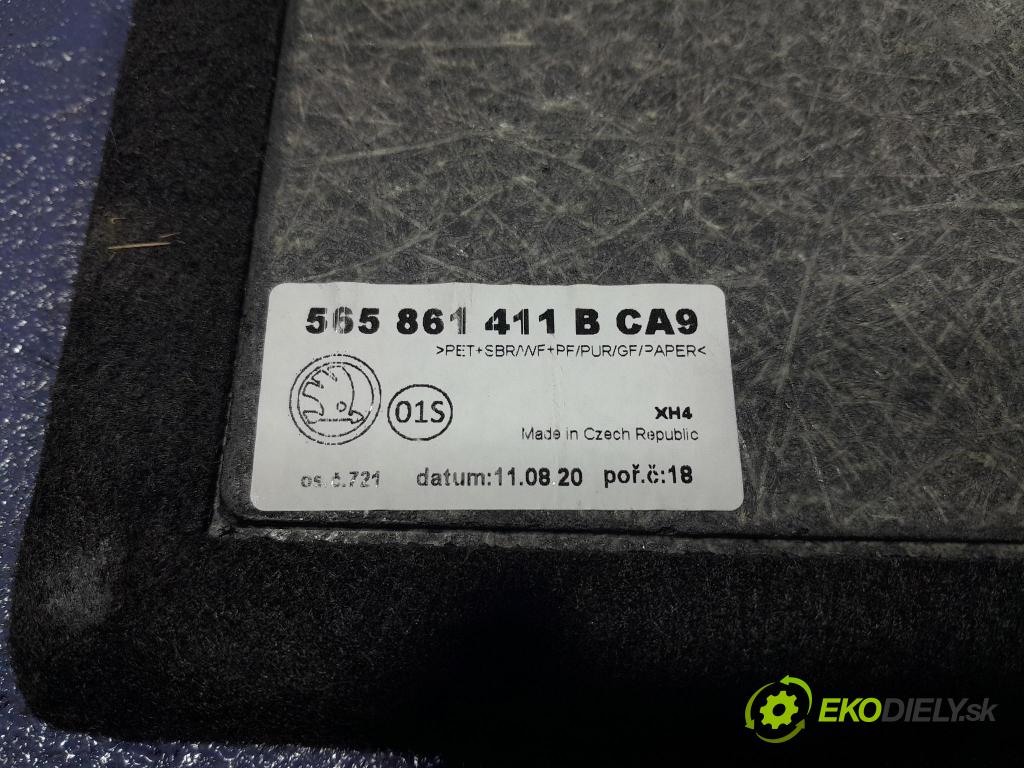 565 861 411 B CA9
>PET+SBR/WF+PF/PUR/GF/PAPER<
01S
XH4
Made in Czech Republic
os.č.721 datum:11.08.20 poř.č:18
EKODIELY.sk